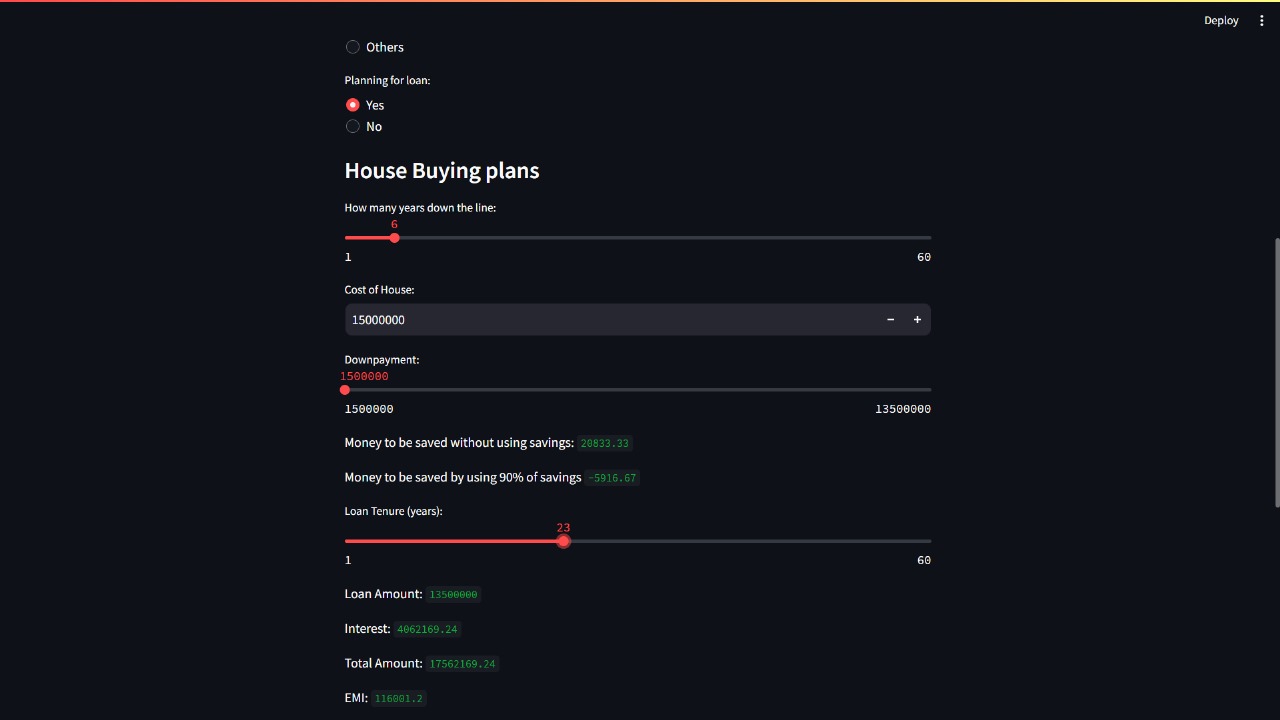 Deploy
Others
Planning for loan:
Yes
No
House Buying plans
How many years down the line:
6
1 60
Cost of House:
15000000 − +
Downpayment:
1500000
1500000 13500000
Money to be saved without using savings: 20833.33
Money to be saved by using 90% of savings -5916.67
Loan Tenure (years):
23
1 60
Loan Amount: 13500000
Interest: 4062169.24
Total Amount: 17562169.24
EMI: 116001.2